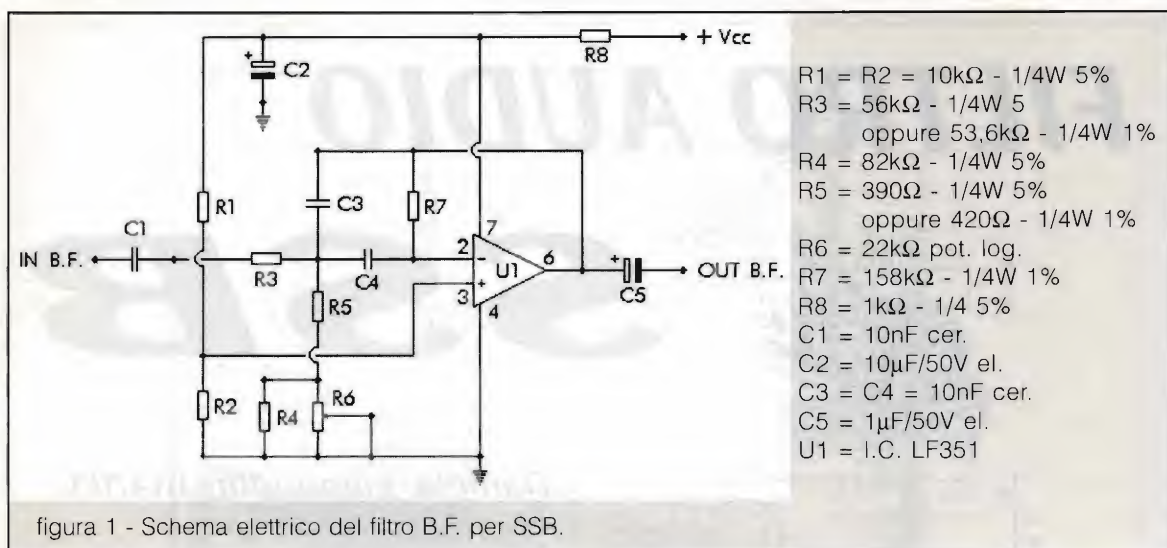 + Vcc
R8
C2
R1
C3
R7
C1
IN B.F.
R3
C4
2
7
6
U1
3
4
OUT B.F.
C5
R5
R2
R4
R6
R1 = R2 = 10kΩ - 1/4W 5%
R3 = 56kΩ - 1/4W 5
oppure 53,6kΩ - 1/4W 1%
R4 = 82kΩ - 1/4W 5%
R5 = 390Ω - 1/4W 5%
oppure 420Ω - 1/4W 1%
R6 = 22kΩ pot. log.
R7 = 158kΩ - 1/4W 1%
R8 = 1kΩ - 1/4 5%
C1 = 10nF cer.
C2 = 10µF/50V el.
C3 = C4 = 10nF cer.
C5 = 1µF/50V el.
U1 = I.C. LF351
figura 1 - Schema elettrico del filtro B.F. per SSB.